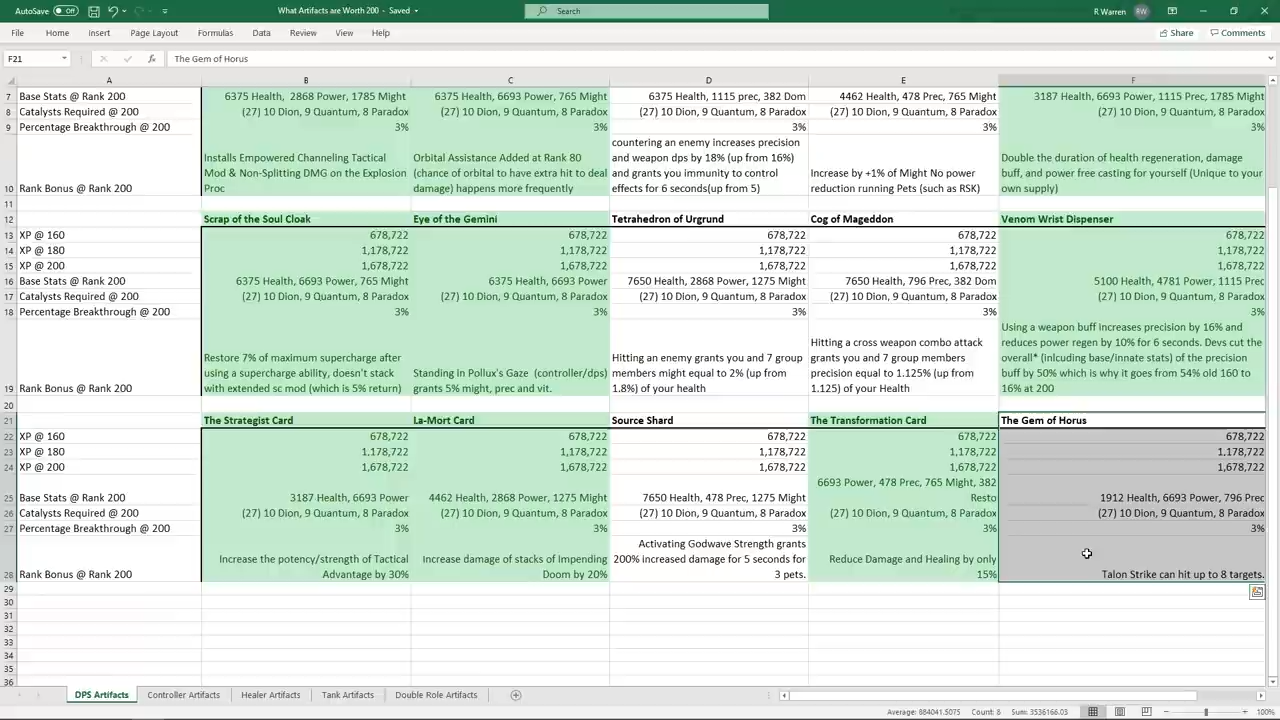 AutoSave Off What Artifacts are Worth 200 - Saved Search R Warren RW
File Home Insert Page Layout Formulas Data Review View Help Share Comments
F21 fx The Gem of Horus
A B C D E F
7 Base Stats @ Rank 200 6375 Health, 2868 Power, 1785 Might 6375 Health, 6693 Power, 765 Might 6375 Health, 1115 prec, 382 Dom 4462 Health, 478 Prec, 765 Might 3187 Health, 6693 Power, 1115 Prec, 1785 Might
8 Catalysts Required @ 200 (27) 10 Dion, 9 Quantum, 8 Paradox (27) 10 Dion, 9 Quantum, 8 Paradox (27) 10 Dion, 9 Quantum, 8 Paradox (27) 10 Dion, 9 Quantum, 8 Paradox (27) 10 Dion, 9 Quantum, 8 Paradox
9 Percentage Breakthrough @ 200 3% 3% 3% 3% 3%
10 Rank Bonus @ Rank 200
Installs Empowered Channeling Tactical
Mod & Non-Splitting DMG on the Explosion
Proc
Orbital Assistance Added at Rank 80
(chance of orbital to have extra hit to deal
damage) happens more frequently
countering an enemy increases precision
and weapon dps by 18% (up from 16%)
and grants you immunity to control
effects for 6 seconds(up from 5)
Increase by +1% of Might No power
reduction running Pets (such as RSK)
Double the duration of health regeneration, damage
buff, and power free casting for yourself (Unique to your
own supply)
11
12 Scrap of the Soul Cloak Eye of the Gemini Tetrahedron of Urgrund Cog of Mageddon Venom Wrist Dispenser
13 XP @ 160 678,722 678,722 678,722 678,722 678,722
14 XP @ 180 1,178,722 1,178,722 1,178,722 1,178,722 1,178,722
15 XP @ 200 1,678,722 1,678,722 1,678,722 1,678,722 1,678,722
16 Base Stats @ Rank 200 6375 Health, 6693 Power, 765 Might 6375 Health, 6693 Power 7650 Health, 2868 Power, 1275 Might 7650 Health, 796 Prec, 382 Dom 5100 Health, 4781 Power, 1115 Prec
17 Catalysts Required @ 200 (27) 10 Dion, 9 Quantum, 8 Paradox (27) 10 Dion, 9 Quantum, 8 Paradox (27) 10 Dion, 9 Quantum, 8 Paradox (27) 10 Dion, 9 Quantum, 8 Paradox (27) 10 Dion, 9 Quantum, 8 Paradox
18 Percentage Breakthrough @ 200 3% 3% 3% 3% 3%
19 Rank Bonus @ Rank 200
Restore 7% of maximum supercharge after
using a supercharge ability, doesn't stack
with extended sc mod (which is 5% return)
Standing in Pollux's Gaze (controller/dps)
grants 5% might, prec and vit.
Hitting an enemy grants you and 7 group
members might equal to 2% (up from
1.8%) of your health
Hitting a cross weapon combo attack
grants you and 7 group members
precision equal to 1.125% (up from
1.125) of your Health
Using a weapon buff Increases precision by 16% and
reduces power regen by 10% for 6 seconds. Devs cut the
overall* (inlcuding base/innate stats) of the precision
buff by 50% which is why it goes from 54% old 160 to
16% at 200
20
21 The Strategist Card La-Mort Card Source Shard The Transformation Card The Gem of Horus
22 XP @ 160 678,722 678,722 678,722 678,722 678,722
23 XP @ 180 1,178,722 1,178,722 1,178,722 1,178,722 1,178,722
24 XP @ 200 1,678,722 1,678,722 1,678,722 1,678,722 1,678,722
25 Base Stats @ Rank 200 3187 Health, 6693 Power 4462 Health, 2868 Power, 1275 Might 7650 Health, 478 Prec, 1275 Might
6693 Power, 478 Prec, 765 Might, 382
Resto
1912 Health, 6693 Power, 796 Prec
26 Catalysts Required @ 200 (27) 10 Dion, 9 Quantum, 8 Paradox (27) 10 Dion, 9 Quantum, 8 Paradox (27) 10 Dion, 9 Quantum, 8 Paradox (27) 10 Dion, 9 Quantum, 8 Paradox (27) 10 Dion, 9 Quantum, 8 Paradox
27 Percentage Breakthrough @ 200 3% 3% 3% 3% 3%
28 Rank Bonus @ Rank 200
Increase the potency/strength of Tactical
Advantage by 30%
Increase damage of stacks of Impending
Doom by 20%
Activating Godwave Strength grants
200% increased damage for 5 seconds for
3 pets.
Reduce Damage and Healing by only
15%
Talon Strike can hit up to 8 targets.
29
30
31
32
33
34
35
36
DPS Artifacts Controller Artifacts Healer Artifacts Tank Artifacts Double Role Artifacts
Average: 884041.5075 Count: 8 Sum: 3536166.03 100%